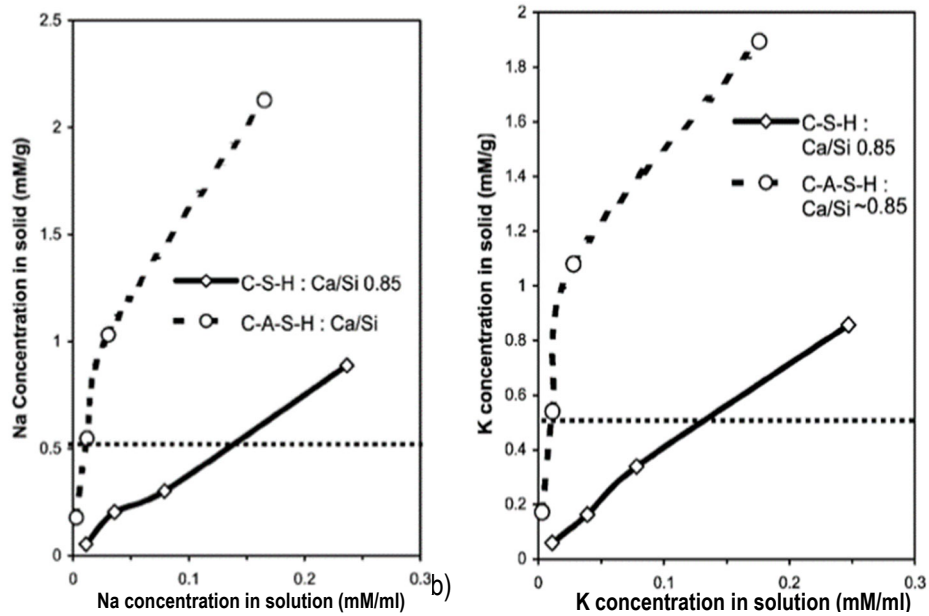 2.5
2
1.5
1
0.5
0
0
0.1
0.2
0.3
Na Concentration in solid (mM/g)
C-S-H : Ca/Si 0.85
C-A-S-H : Ca/Si
Na concentration in solution (mM/ml)
b)
2
1.8
1.6
1.4
1.2
1
0.8
0.6
0.4
0.2
0
0
0.1
0.2
0.3
K concentration in solid (mM/g)
C-S-H :
Ca/Si 0.85
C-A-S-H :
Ca/Si ~0.85
K concentration in solution (mM/ml)